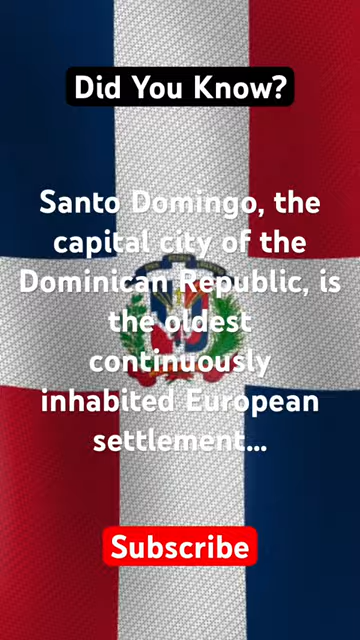 Did You Know?
Santo Domingo, the
capital city of the
Dominican Republic, is
the oldest
continuously
inhabited European
settlement...
Subscribe